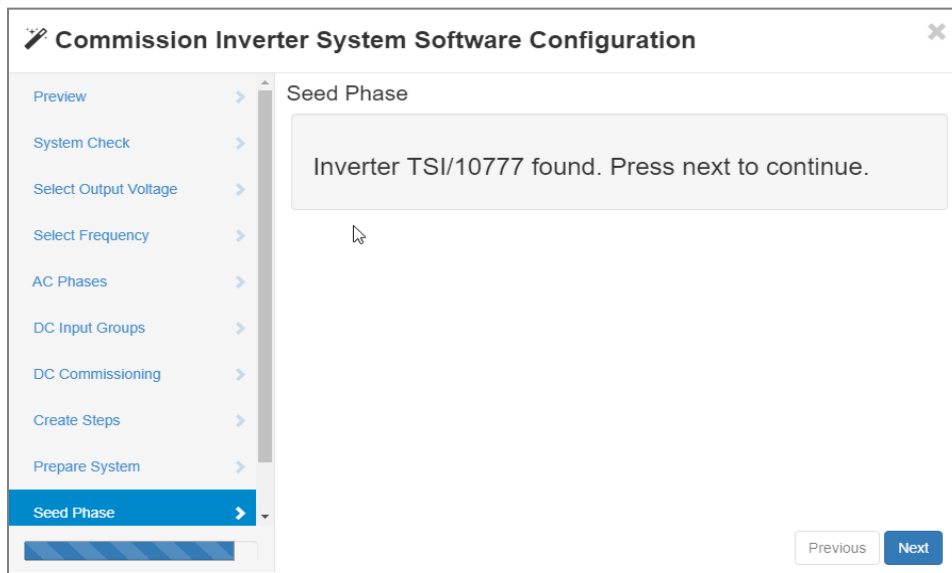 Commission Inverter System Software Configuration
Preview
System Check
Select Output Voltage
Select Frequency
AC Phases
DC Input Groups
DC Commissioning
Create Steps
Prepare System
Seed Phase
Seed Phase
Inverter TSI/10777 found. Press next to continue.
Previous
Next